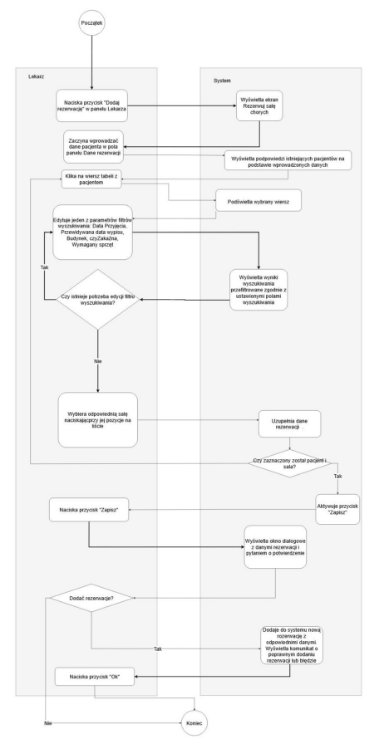 Początek
Lekarz
System
Naciska przycisk "Dodaj
rezerwację" w panelu Lekarza
Wyświetla ekran
Rezerwuj salę
chorych
Zaczyna wprowadzać
dane pacjenta w pola
panelu Dane rezerwacji
Wyświetla podpowiedzi istniejących pacjentów na
podstawie wprowadzonych danych
Klika na wiersz tabeli z
pacjentem
Podświetla wybrany wiersz
Edytuje jeden z parametrów filtrów
wyszukiwania: Data Przyjęcia,
Przewidywana data wypisu,
Budynek, czyZakaźna,
Wymagany sprzęt
Tak
Wyświetla wyniki
wyszukiwania
przefiltrowane zgodnie z
ustawionymi polami
wyszukiwania
Czy istnieje potrzeba edycji filtru
wyszukiwania?
Nie
Wybiera odpowiednią salę
naciskając przy jej pozycje na
liście
Uzupełnia dane
rezerwacji
Czy zaznaczony został pacjent i
sala?
Tak
Aktywuje przycisk
"Zapisz"
Naciska przycisk "Zapisz"
Wyświetla okno dialogowe
z danymi rezerwacji i
pytaniem o potwierdzenie
Dodać rezerwację?
Tak
Dodaje do systemu nową
rezerwację z
odpowiednimi danymi.
Wyświetla komunikat o
poprawnym dodaniu
rezerwacji lub błędzie
Naciska przycisk "Ok"
Nie
Koniec